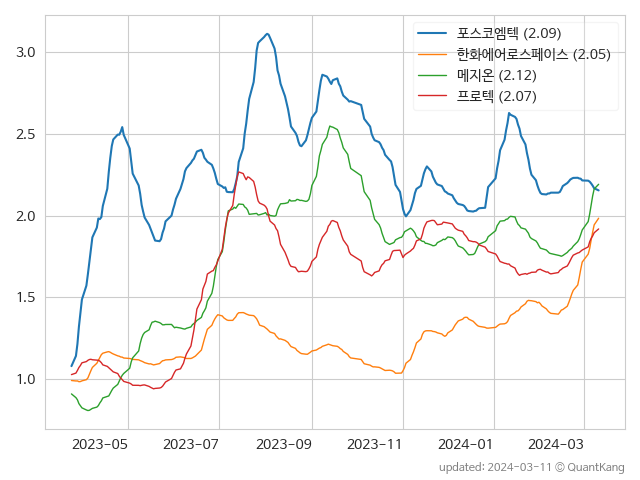 포스코엠텍 (2.09)
한화에어로스페이스 (2.05)
메지온 (2.12)
프로텍 (2.07)
3.0
2.5
2.0
1.5
1.0
2023-05 2023-07 2023-09 2023-11 2024-01 2024-03
updated: 2024-03-11 © QuantKang